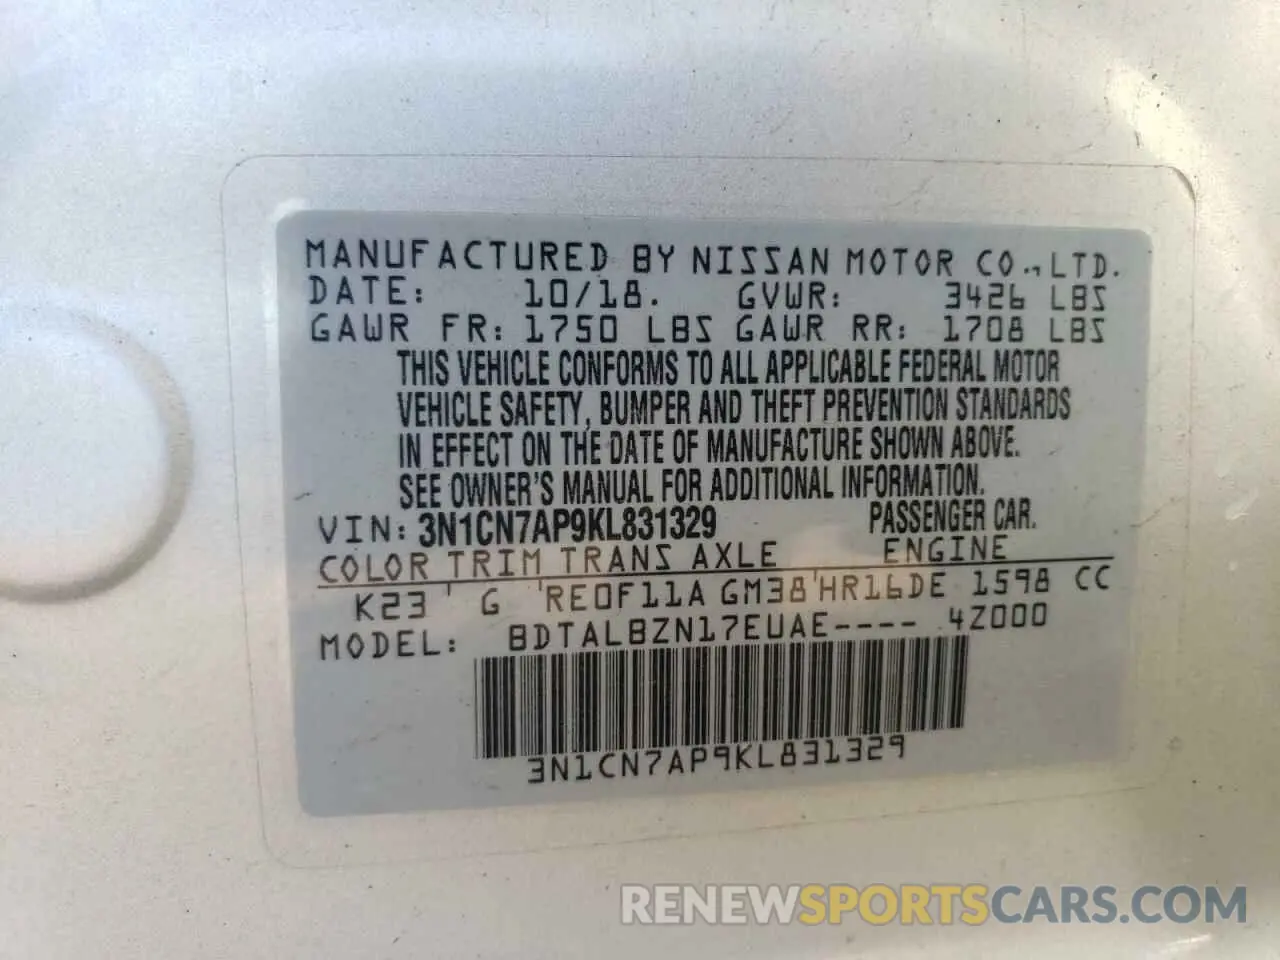 MANUFACTURED BY NISSAN MOTOR CO.,LTD.
DATE: 10/18. GVWR: 3426 LBS
GAWR FR: 1750 LBS GAWR RR: 1708 LBS
THIS VEHICLE CONFORMS TO ALL APPLICABLE FEDERAL MOTOR
VEHICLE SAFETY, BUMPER AND THEFT PREVENTION STANDARDS
IN EFFECT ON THE DATE OF MANUFACTURE SHOWN ABOVE.
SEE OWNER'S MANUAL FOR ADDITIONAL INFORMATION.
VIN: 3N1CN7AP9KL831329 PASSENGER CAR.
COLOR TRIM TRANS AXLE ENGINE
K23 ' G 'RE0F11A GM38'HR16DE 1598 CC
MODEL: BDTALBZN17EUAE---- 4Z000
3N1CN7AP9KL831329
RENEWSPORTSCARS.COM